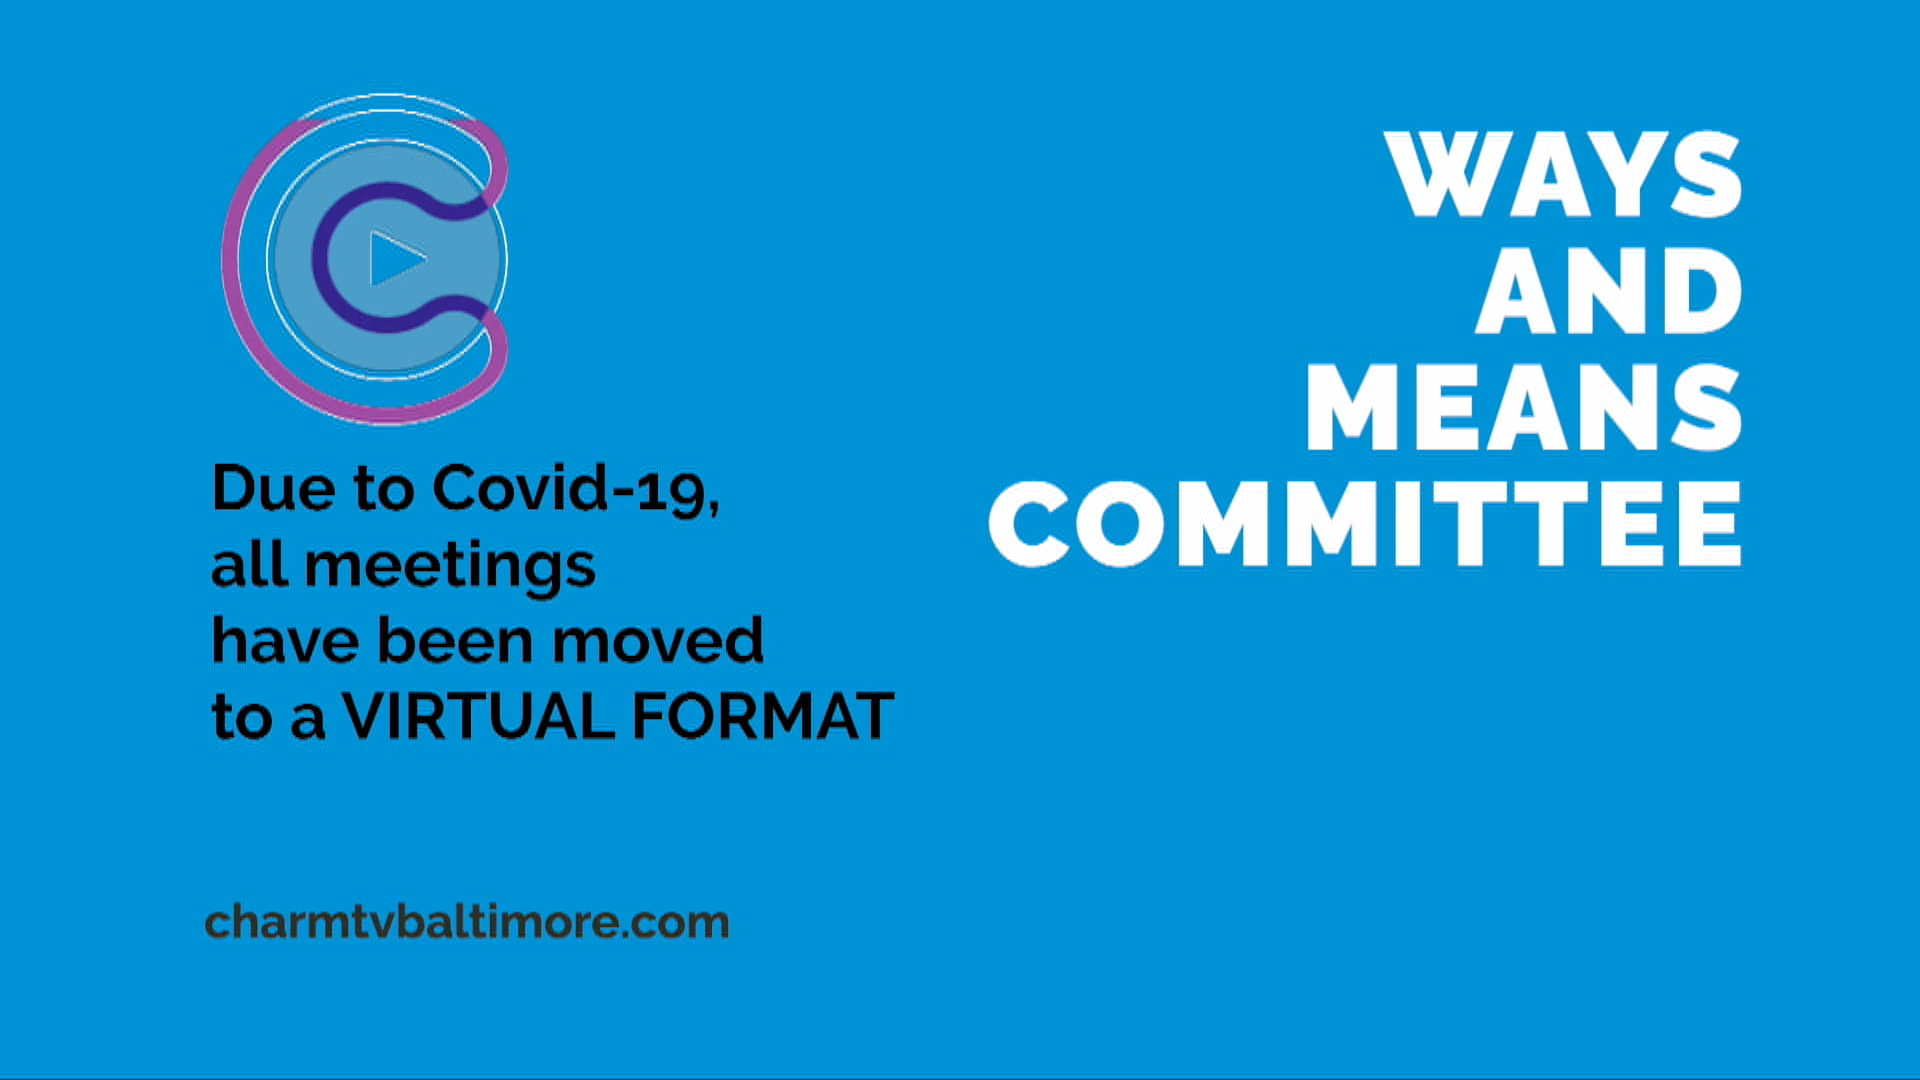 WAYS
AND
MEANS
COMMITTEE
Due to Covid-19,
all meetings
have been moved
to a VIRTUAL FORMAT
charmtvbaltimore.com